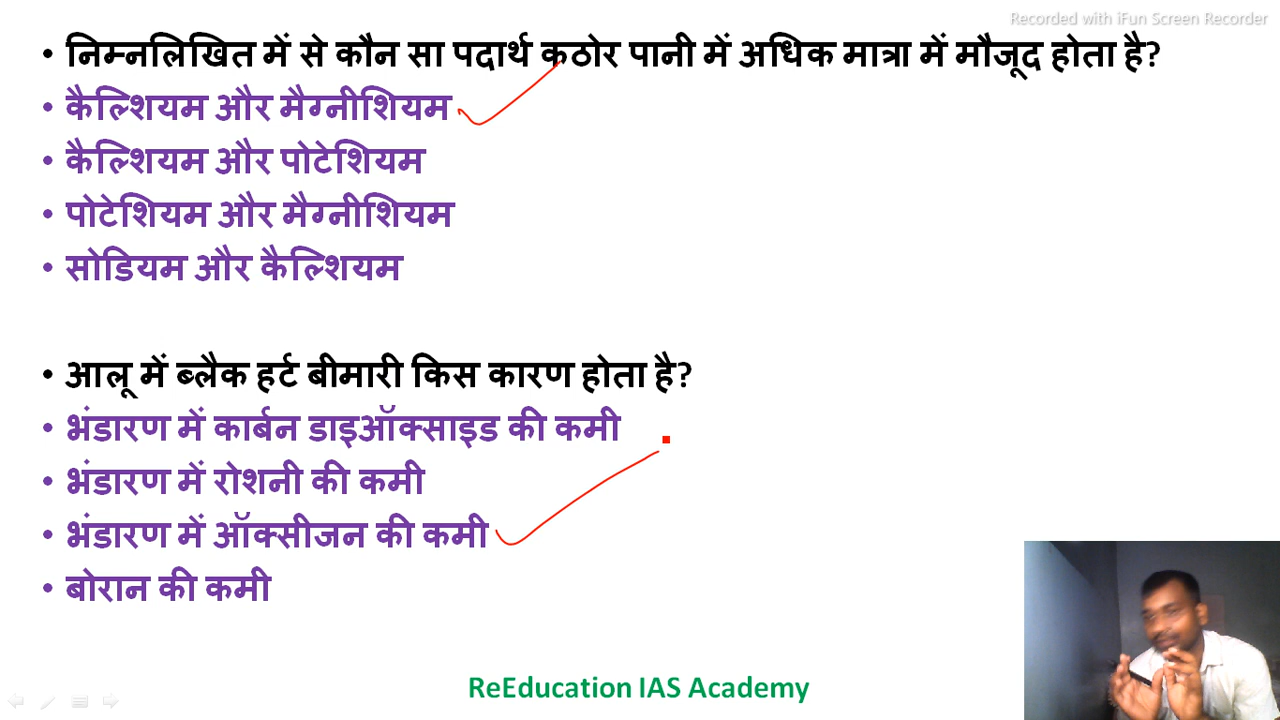 Recorded with iFun Screen Recorder
• निम्नलिखित में से कौन सा पदार्थ कठोर पानी में अधिक मात्रा में मौजूद होता है?
• कैल्शियम और मैग्नीशियम
• कैल्शियम और पोटेशियम
• पोटेशियम और मैग्नीशियम
• सोडियम और कैल्शियम
• आलू में ब्लैक हर्ट बीमारी किस कारण होता है?
• भंडारण में कार्बन डाइऑक्साइड की कमी
• भंडारण में रोशनी की कमी
• भंडारण में ऑक्सीजन की कमी
• बोरान की कमी
ReEducation IAS Academy